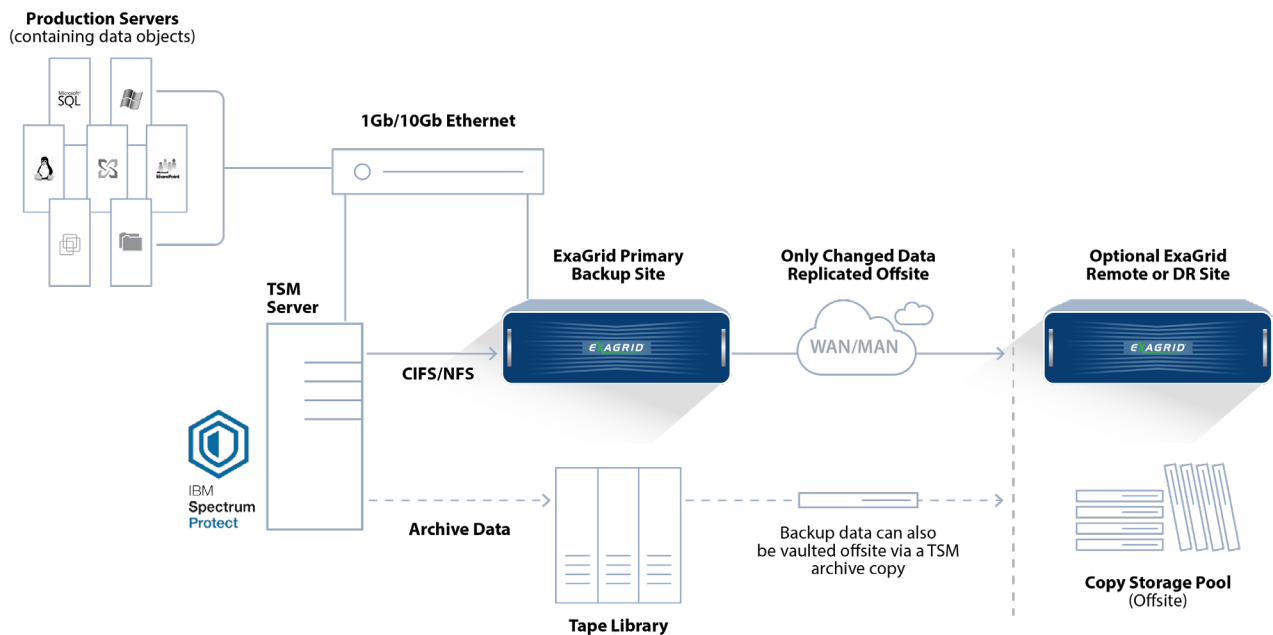 Production Servers
(containing data objects)
Microsoft
SQL
SharePoint
1Gb/10Gb Ethernet
TSM
Server
ExaGrid Primary
Backup Site
Only Changed Data
Replicated Offsite
Optional ExaGrid
Remote or DR Site
EXAGRID
WAN/MAN
EXAGRID
CIFS/NFS
IBM
Spectrum
Protect
Archive Data
Backup data can also
be vaulted offsite via a TSM
archive copy
Tape Library
Copy Storage Pool
(Offsite)